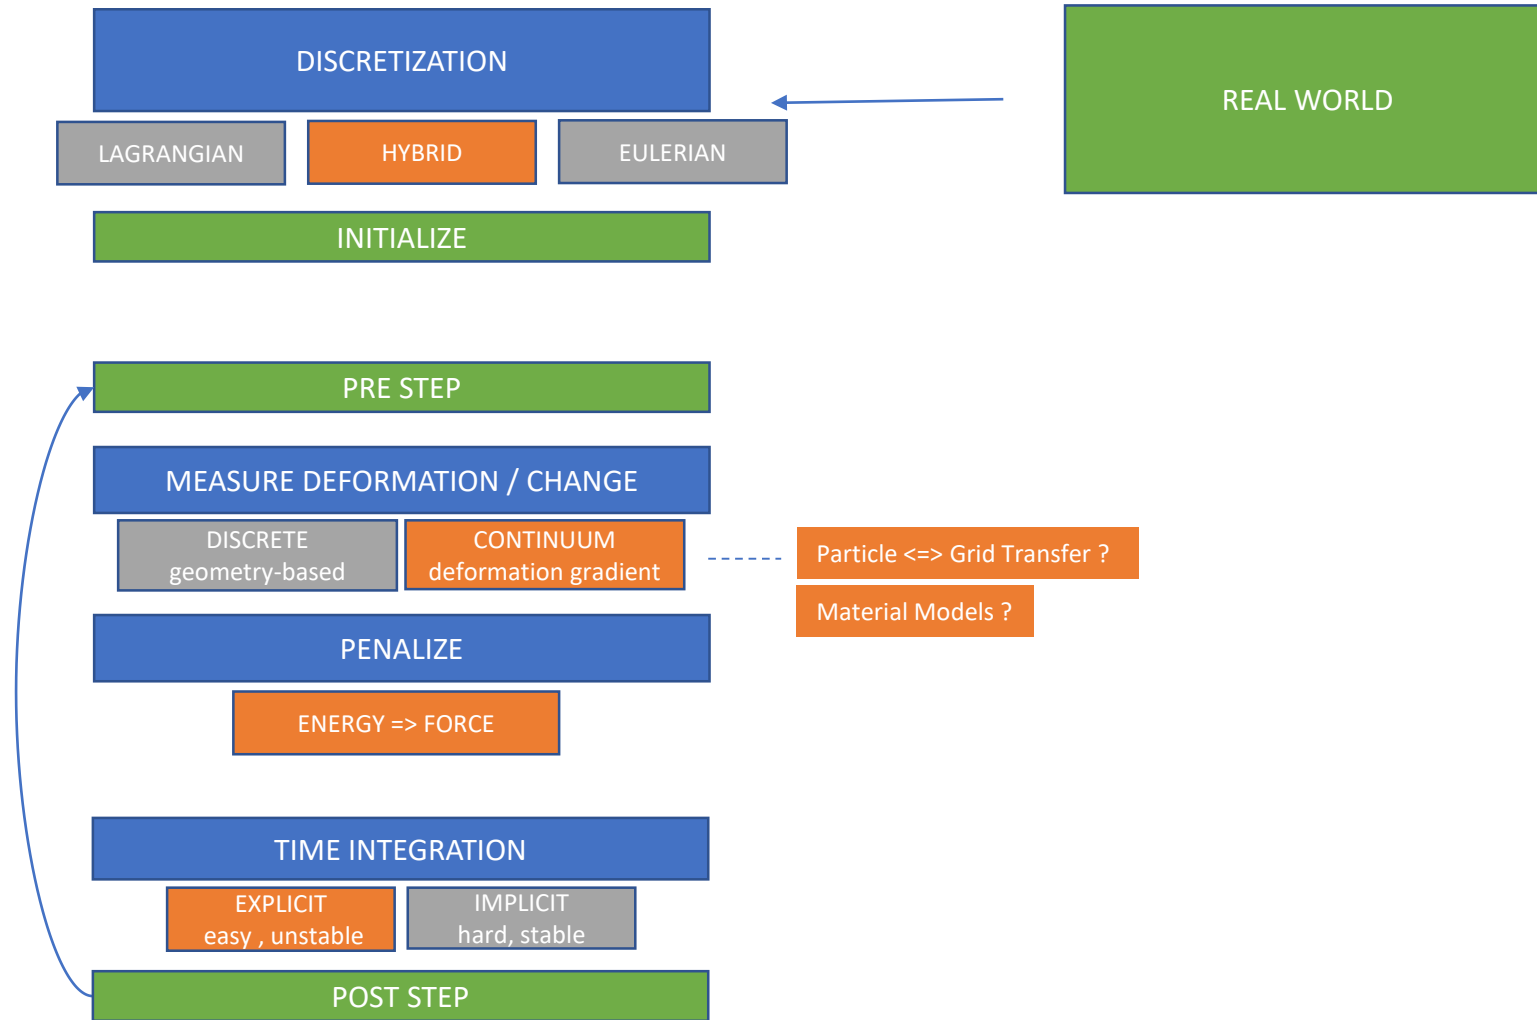 DISCRETIZATION
REAL WORLD
LAGRANGIAN
HYBRID
EULERIAN
INITIALIZE
PRE STEP
MEASURE DEFORMATION / CHANGE
DISCRETE
geometry-based
CONTINUUM
deformation gradient
Particle <=> Grid Transfer ?
Material Models ?
PENALIZE
ENERGY => FORCE
TIME INTEGRATION
EXPLICIT
easy , unstable
IMPLICIT
hard, stable
POST STEP